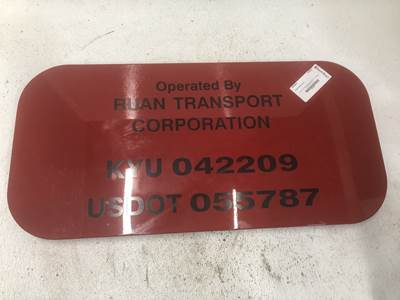 Operated By
RUAN TRANSPORT
CORPORATION
KYU 042209
USDOT 055787